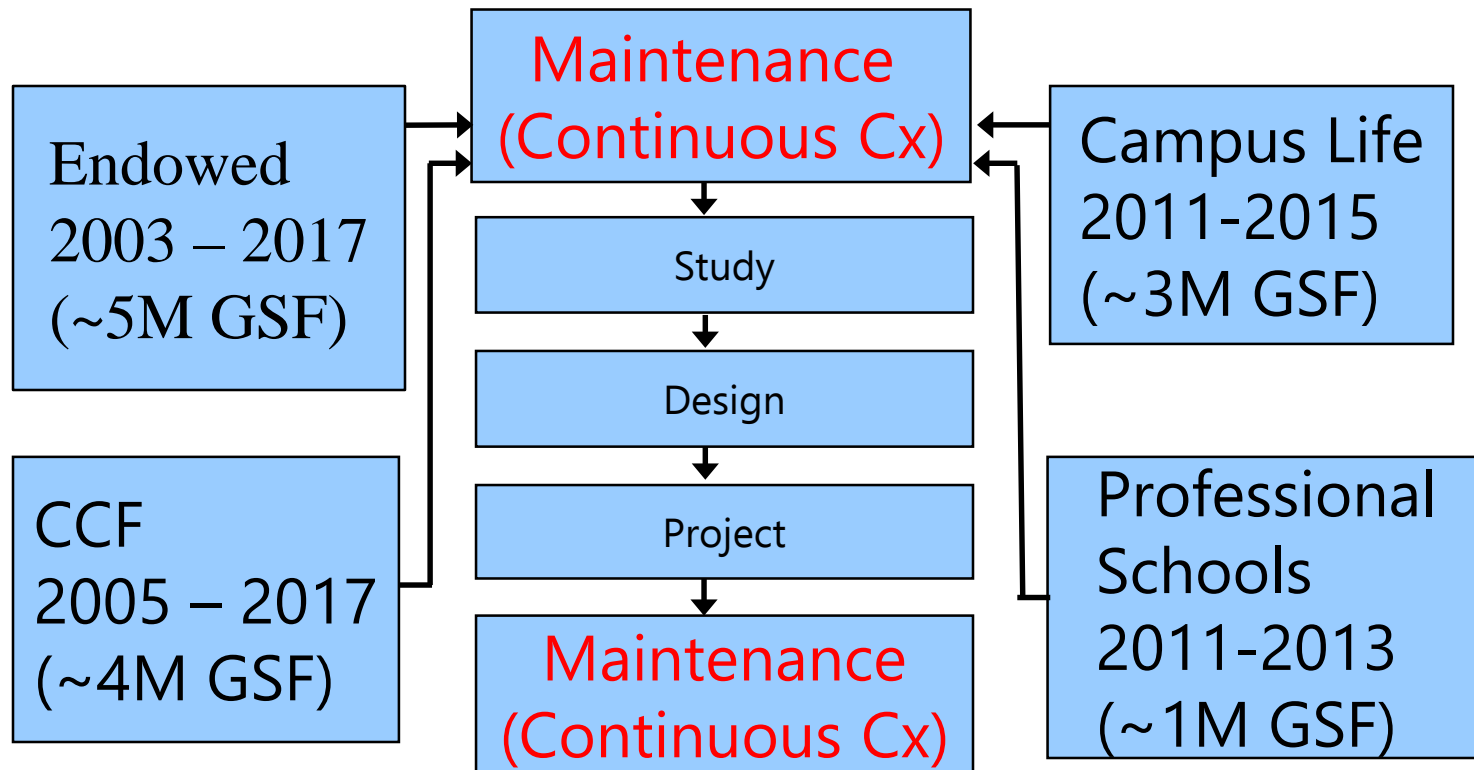 Maintenance
(Continuous Cx)
Endowed
2003 – 2017
(~5M GSF)
Campus Life
2011-2015
(~3M GSF)
Study
Design
Project
CCF
2005 – 2017
(~4M GSF)
Professional
Schools
2011-2013
(~1M GSF)
Maintenance
(Continuous Cx)